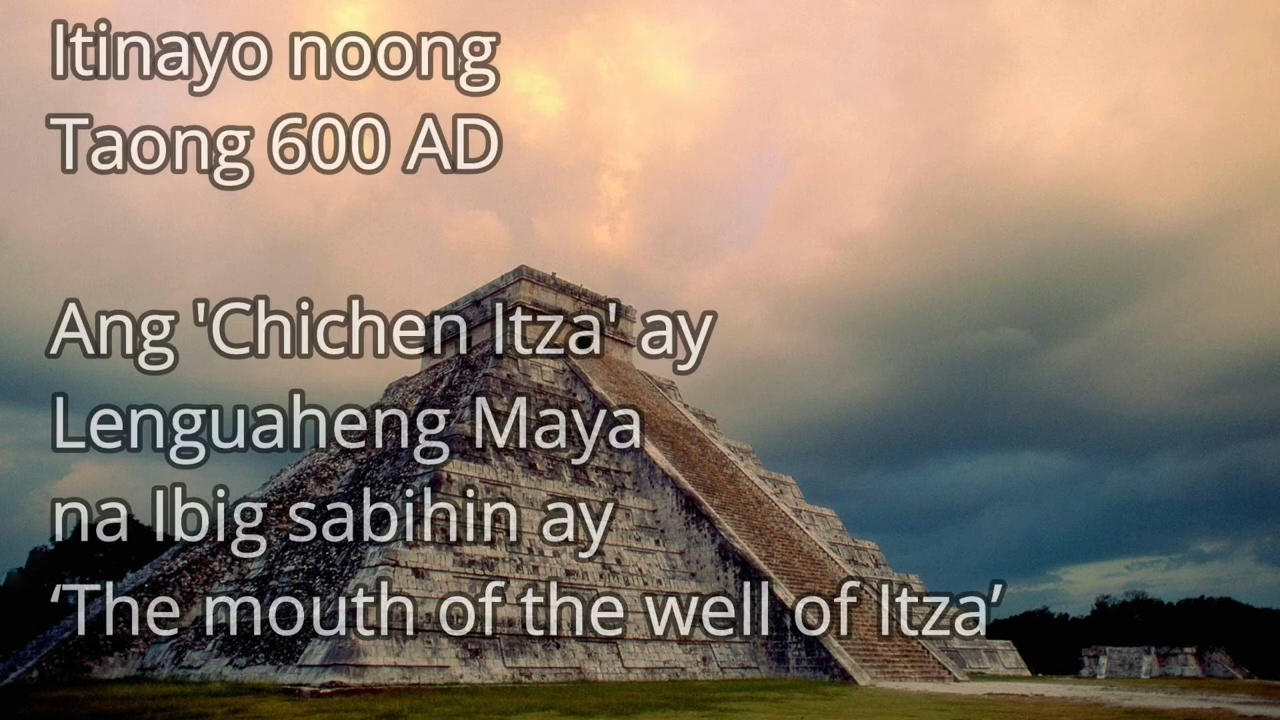 Itinayo noong
Taong 600 AD
Ang 'Chichen Itza' ay
Lenguaheng Maya
na Ibig sabihin ay
‘The mouth of the well of Itza’